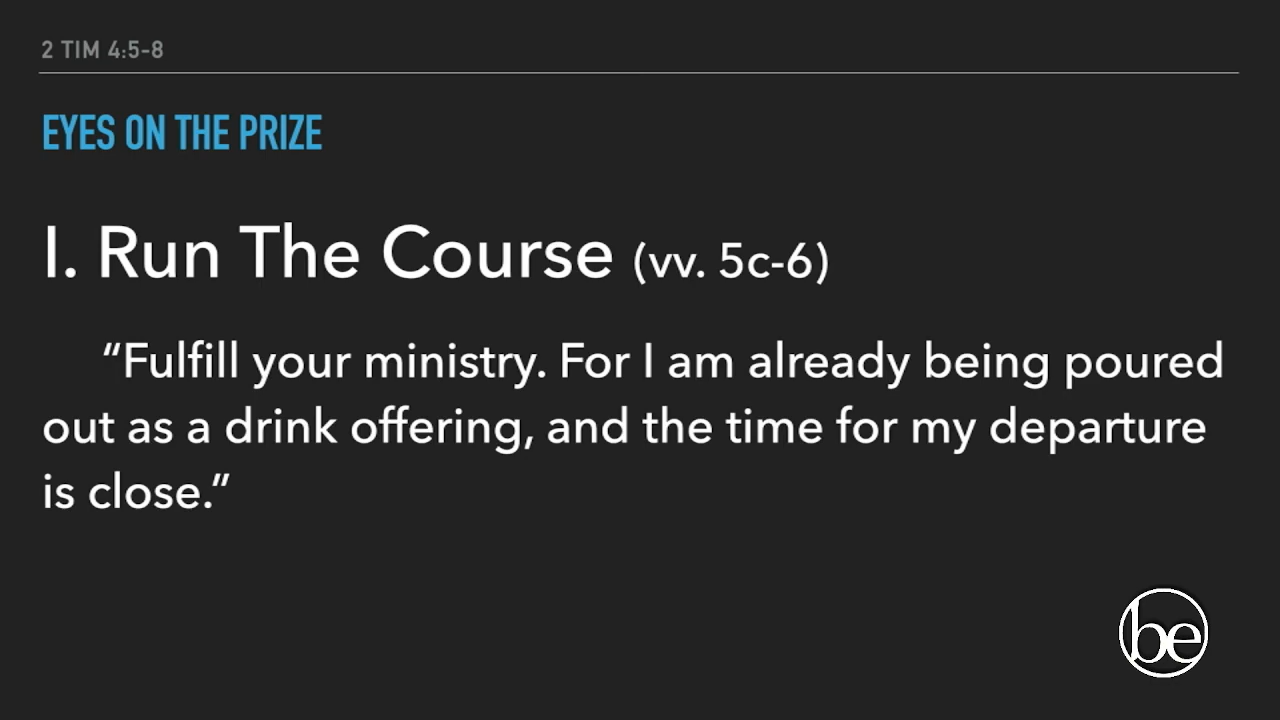 2 TIM 4:5-8
EYES ON THE PRIZE
I. Run The Course (vv. 5c-6)
“Fulfill your ministry. For I am already being poured
out as a drink offering, and the time for my departure
is close.”
be